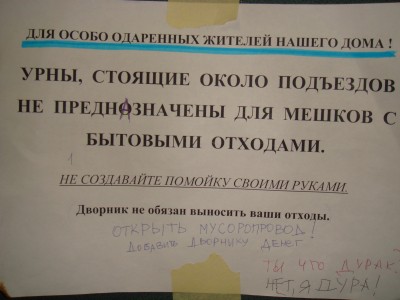 ДЛЯ ОСОБО ОДАРЕННЫХ ЖИТЕЛЕЙ НАШЕГО ДОМА !
УРНЫ, СТОЯЩИЕ ОКОЛО ПОДЪЕЗДОВ
НЕ ПРЕДНАЗНАЧЕНЫ ДЛЯ МЕШКОВ С
БЫТОВЫМИ ОТХОДАМИ.
НЕ СОЗДАВАЙТЕ ПОМОЙКУ СВОИМИ РУКАМИ.
Дворник не обязан выносить ваши отходы.
ОТКРЫТЬ МУСОРОПРОВОД!
ДОБАВИТЬ ДВОРНИКУ ДЕНЕГ
ТЫ ЧТО ДУРАК
НЕТ, Я ДУРА!